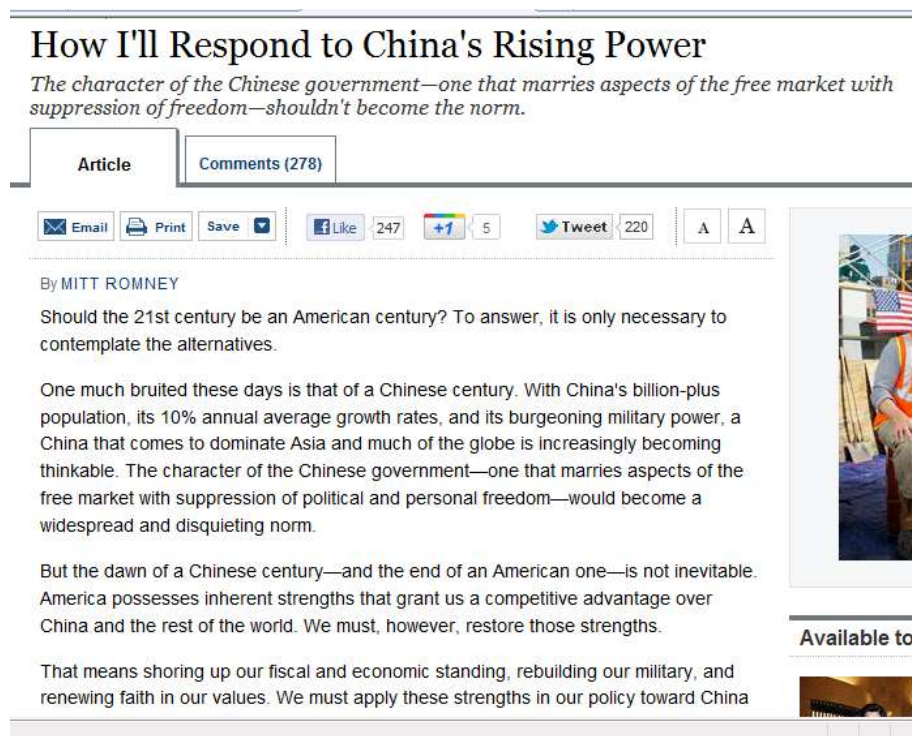 How I'll Respond to China's Rising Power
The character of the Chinese government—one that marries aspects of the free market with
suppression of freedom—shouldn't become the norm.
Article Comments (278)
Email Print Save Like 247 +1 5 Tweet 220 A A
By MITT ROMNEY
Should the 21st century be an American century? To answer, it is only necessary to
contemplate the alternatives.
One much bruited these days is that of a Chinese century. With China's billion-plus
population, its 10% annual average growth rates, and its burgeoning military power, a
China that comes to dominate Asia and much of the globe is increasingly becoming
thinkable. The character of the Chinese government—one that marries aspects of the
free market with suppression of political and personal freedom—would become a
widespread and disquieting norm.
But the dawn of a Chinese century—and the end of an American one—is not inevitable.
America possesses inherent strengths that grant us a competitive advantage over
China and the rest of the world. We must, however, restore those strengths.
That means shoring up our fiscal and economic standing, rebuilding our military, and
renewing faith in our values. We must apply these strengths in our policy toward China
Available to